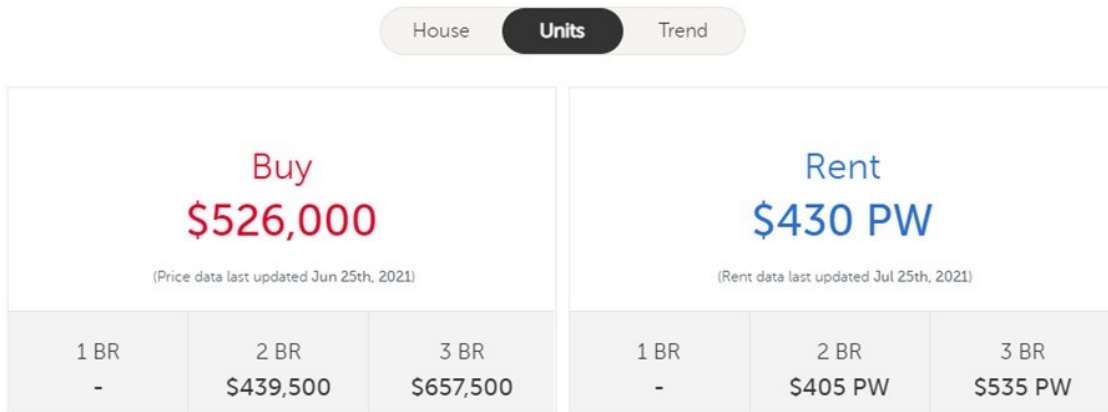 House Units Trend
Buy
$526,000
(Price data last updated Jun 25th, 2021)
1 BR 2 BR 3 BR
- $439,500 $657,500
Rent
$430 PW
(Rent data last updated Jul 25th, 2021)
1 BR 2 BR 3 BR
- $405 PW $535 PW